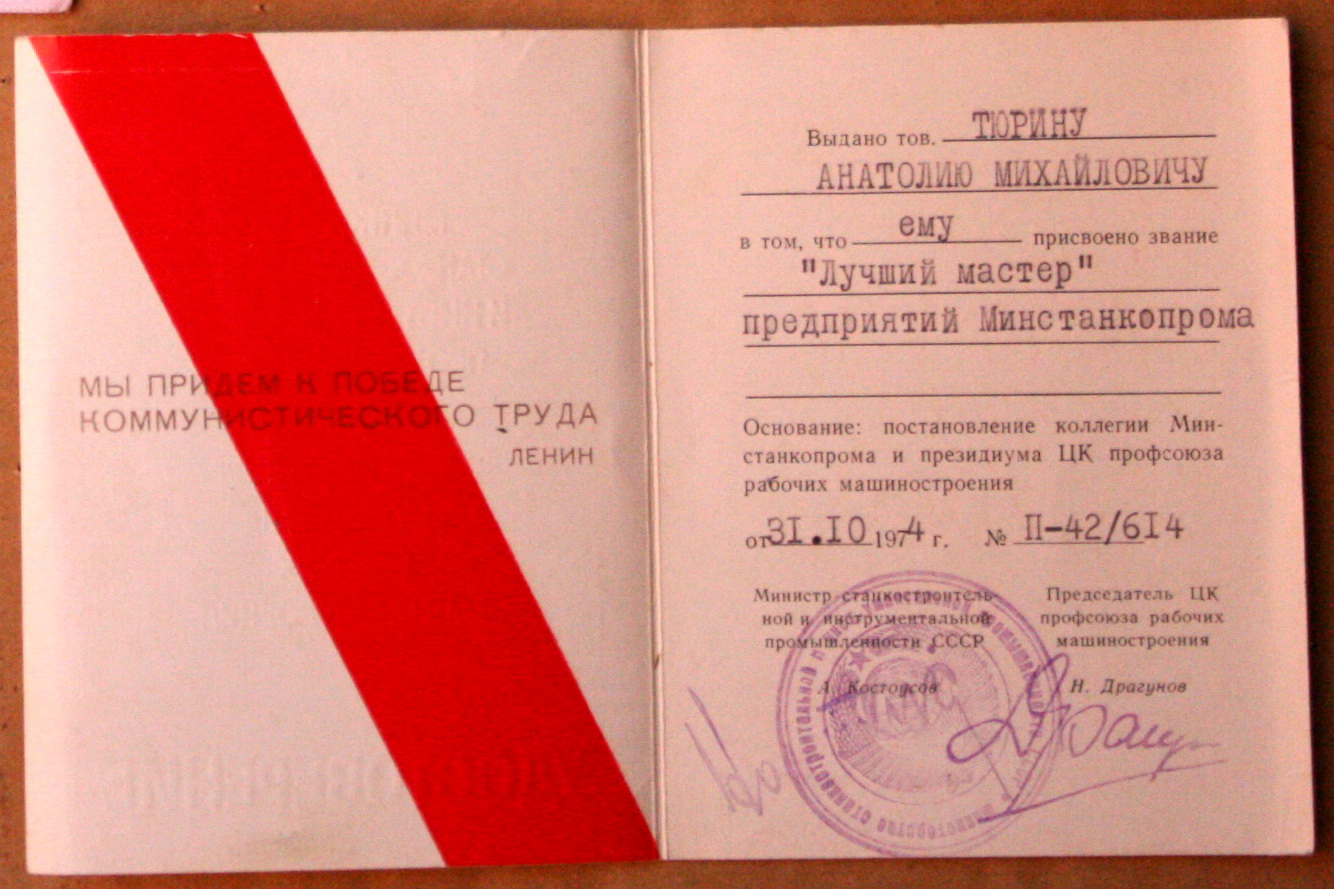 МЫ ПРИДЕМ К ПОБЕДЕ
КОММУНИСТИЧЕСКОГО ТРУДА
ЛЕНИН
Выдано тов. ТЮРИНУ
АНАТОЛИЮ МИХАЙЛОВИЧУ
в том, что ему присвоено звание
"Лучший мастер"
предприятий Минстанкопрома
Основание: постановление коллегии Мин-
станкопрома и президиума ЦК профсоюза
рабочих машиностроения
от 31.10 1974 г. № П-42/614
Министр станкостроитель-
ной и инструментальной
промышленности СССР
А. Костоусов
Председатель ЦК
профсоюза рабочих
машиностроения
Н. Драгунов